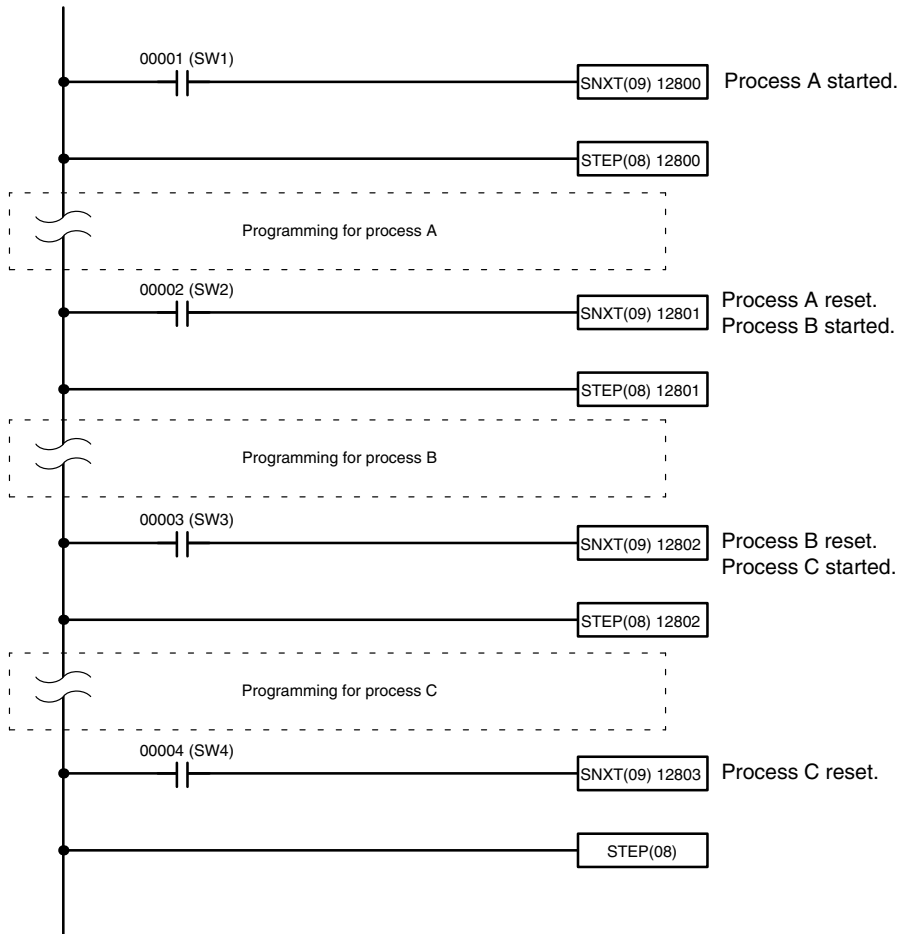 00001 (SW1)
SNXT(09) 12800 Process A started.
STEP(08) 12800
Programming for process A
00002 (SW2)
SNXT(09) 12801 Process A reset.
Process B started.
STEP(08) 12801
Programming for process B
00003 (SW3)
SNXT(09) 12802 Process B reset.
Process C started.
STEP(08) 12802
Programming for process C
00004 (SW4)
SNXT(09) 12803 Process C reset.
STEP(08)